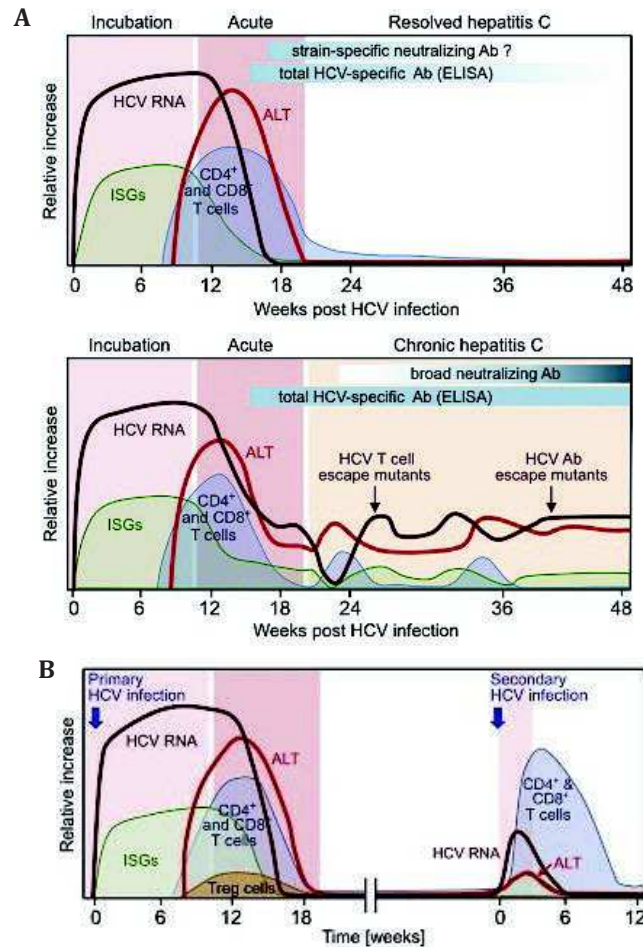 A
Incubation Acute Resolved hepatitis C
strain-specific neutralizing Ab ?
total HCV-specific Ab (ELISA)
HCV RNA
ALT
CD4+
and CD8+
T cells
ISGs
Relative increase
0 6 12 18 24 36 48
Weeks post HCV infection
Incubation Acute Chronic hepatitis C
broad neutralizing Ab
total HCV-specific Ab (ELISA)
HCV RNA
ALT
HCV T cell
escape mutants
HCV Ab
escape mutants
CD4+
and CD8+
T cells
ISGs
Relative increase
0 6 12 18 24 36 48
Weeks post HCV infection
B
Primary
HCV infection
Secondary
HCV infection
HCV RNA
ALT
CD4+
and CD8+
T cells
ISGs
Treg cells
CD4+ &
CD8+
T cells
HCV RNA
ALT
Relative increase
0 6 12 18 0 6 12
Time [weeks]